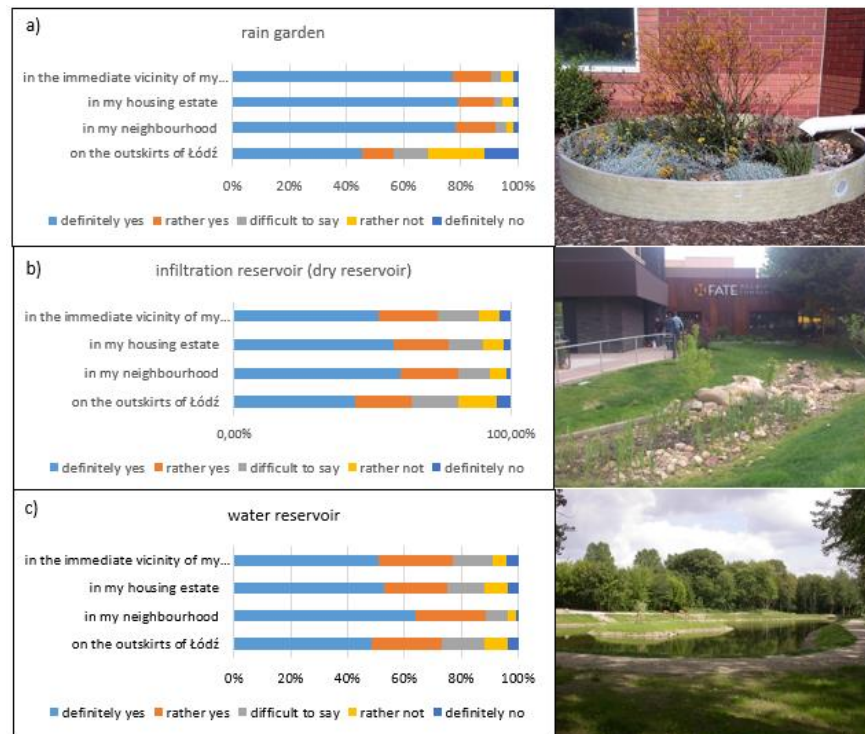 a)
rain garden
in the immediate vicinity of my...
in my housing estate
in my neighbourhood
on the outskirts of Łódź
0% 20% 40% 60% 80% 100%
definitely yes rather yes difficult to say rather not definitely no
b)
infiltration reservoir (dry reservoir)
in the immediate vicinity of my...
in my housing estate
in my neighbourhood
on the outskirts of Łódź
0,00% 100,00%
definitely yes rather yes difficult to say rather not definitely no
FATE
c)
water reservoir
in the immediate vicinity of my...
in my housing estate
in my neighbourhood
on the outskirts of Łódź
0% 20% 40% 60% 80% 100%
definitely yes rather yes difficult to say rather not definitely no